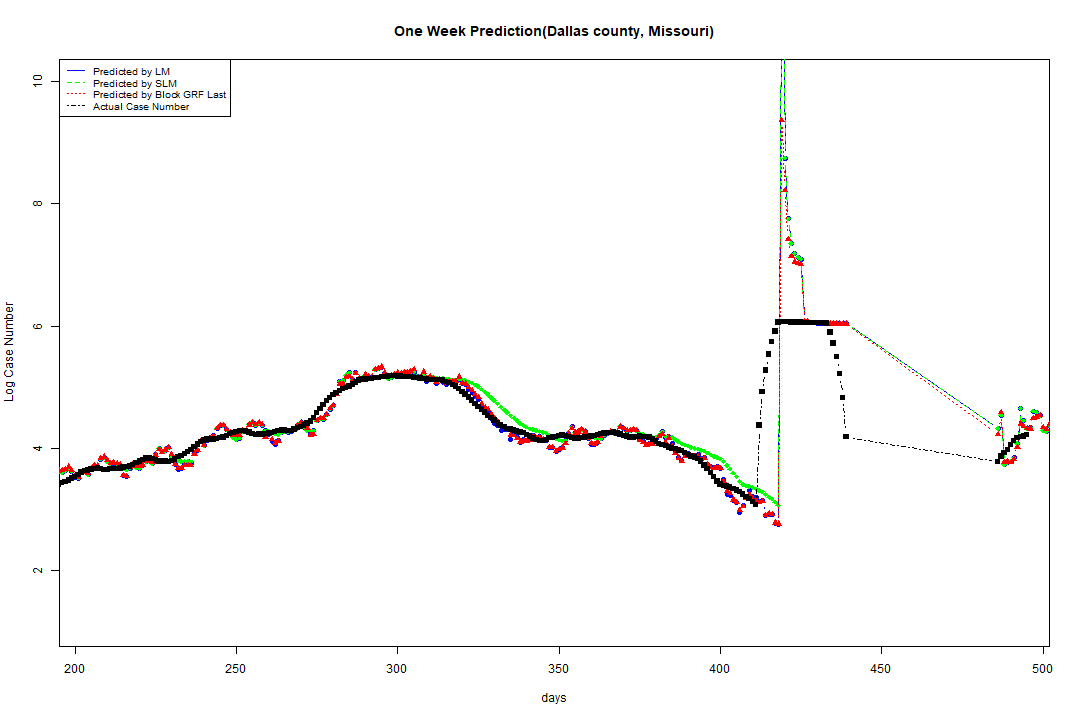 One Week Prediction(Dallas county, Missouri)
Predicted by LM
Predicted by SLM
Predicted by Block GRF Last
Actual Case Number
10
8
6
4
2
Log Case Number
200 250 300 350 400 450 500
days